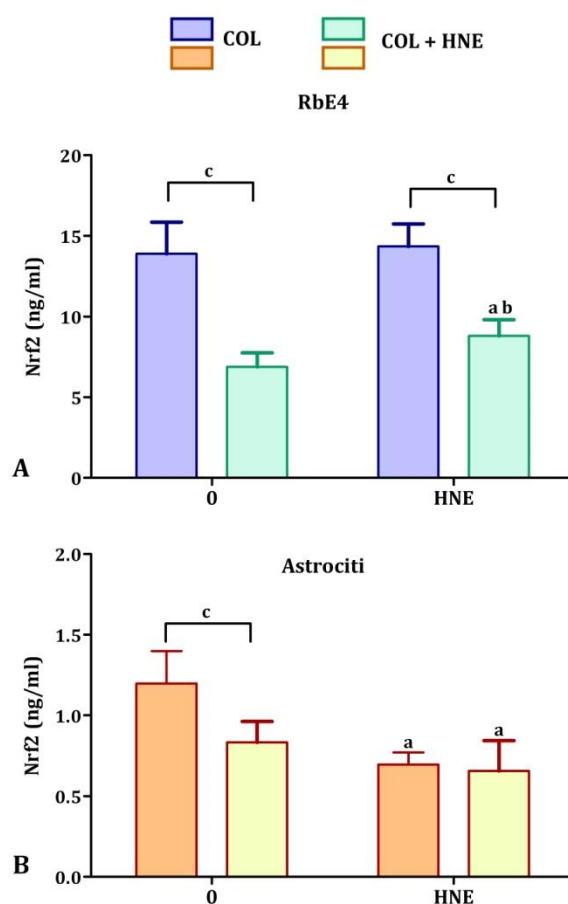 COL
COL + HNE
RbE4
20
15
10
5
0
Nrf2 (ng/ml)
c
c
a b
A
0
HNE
Astrociti
2.0
1.5
1.0
0.5
0.0
Nrf2 (ng/ml)
c
a
a
B
0
HNE